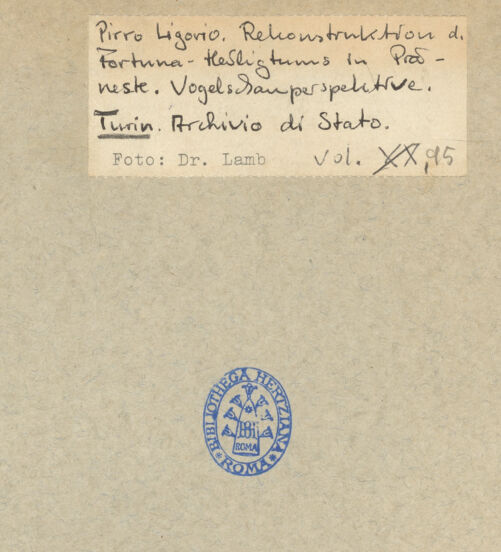 Pirro Ligorio. Rekonstruktion d.
Fortuna-Heiligtums in Prä-
neste. Vogelschauperspektive.
Turin. Archivio di Stato.
Foto: Dr. Lamb Vol. XX, 95
BIBLIOTHECA HERTZIANA
ROMA
ROMA